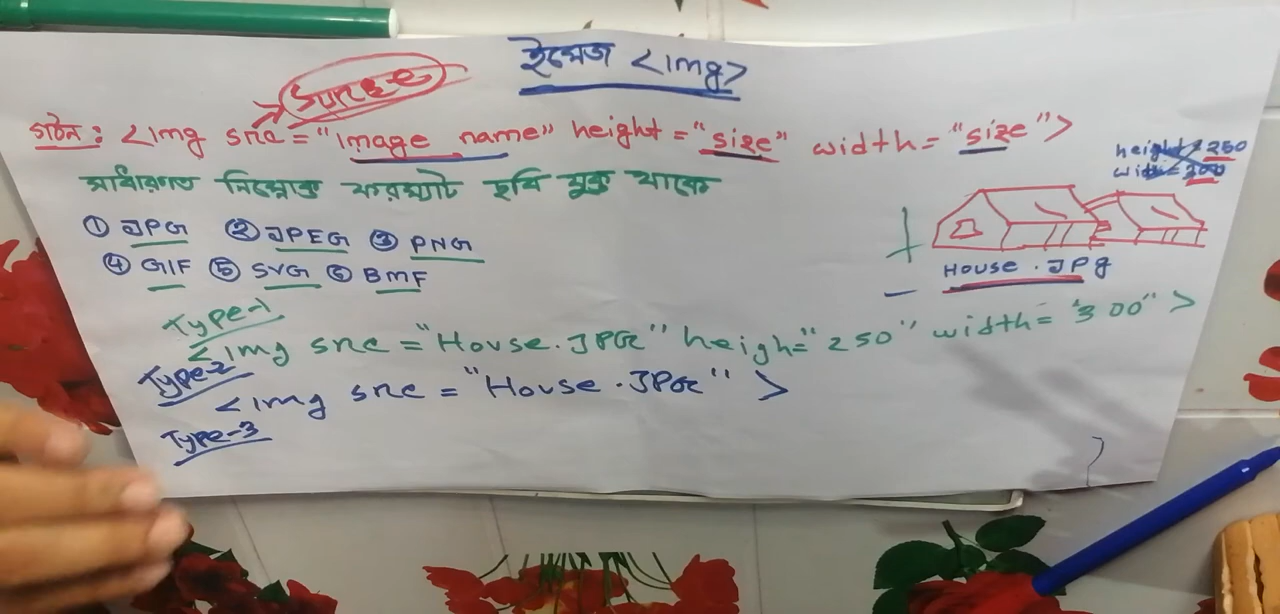 ইমেজ <img>
Source
গঠন: <img src="image name" height="size" width="size">
height=250
width=300
সাধারণত নিম্নোক্ত ফরম্যাট ছবি যুক্ত থাকে
① JPG ② JPEG ③ PNG
④ GIF ⑤ SVG ⑥ BMF
House.JPg
Type-1
<img src="House.JPG" heigh="250" width="300">
Type-2
<img src="House.JPG">
Type-3